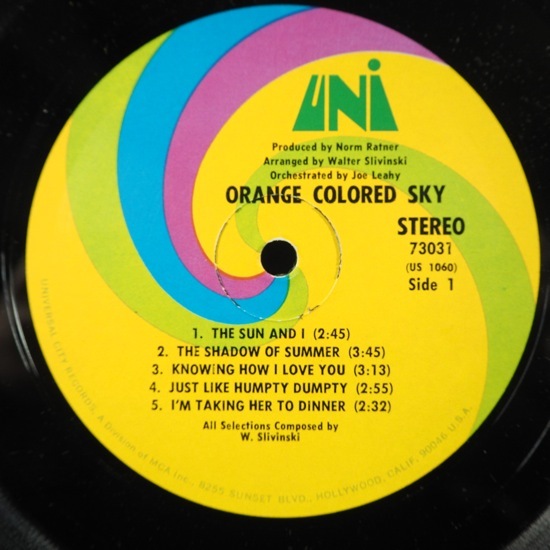 UNI
Produced by Norm Ratner
Arranged by Walter Slivinski
Orchestrated by Joe Leahy
ORANGE COLORED SKY
STEREO
73031
(US 1060)
Side 1
1. THE SUN AND I (2:45)
2. THE SHADOW OF SUMMER (3:45)
3. KNOWING HOW I LOVE YOU (3:13)
4. JUST LIKE HUMPTY DUMPTY (2:55)
5. I'M TAKING HER TO DINNER (2:32)
All Selections Composed by
W. Slivinski
UNIVERSAL CITY RECORDS, A Division of MCA Inc., 8255 SUNSET BLVD., HOLLYWOOD, CALIF. 90046 U.S.A.